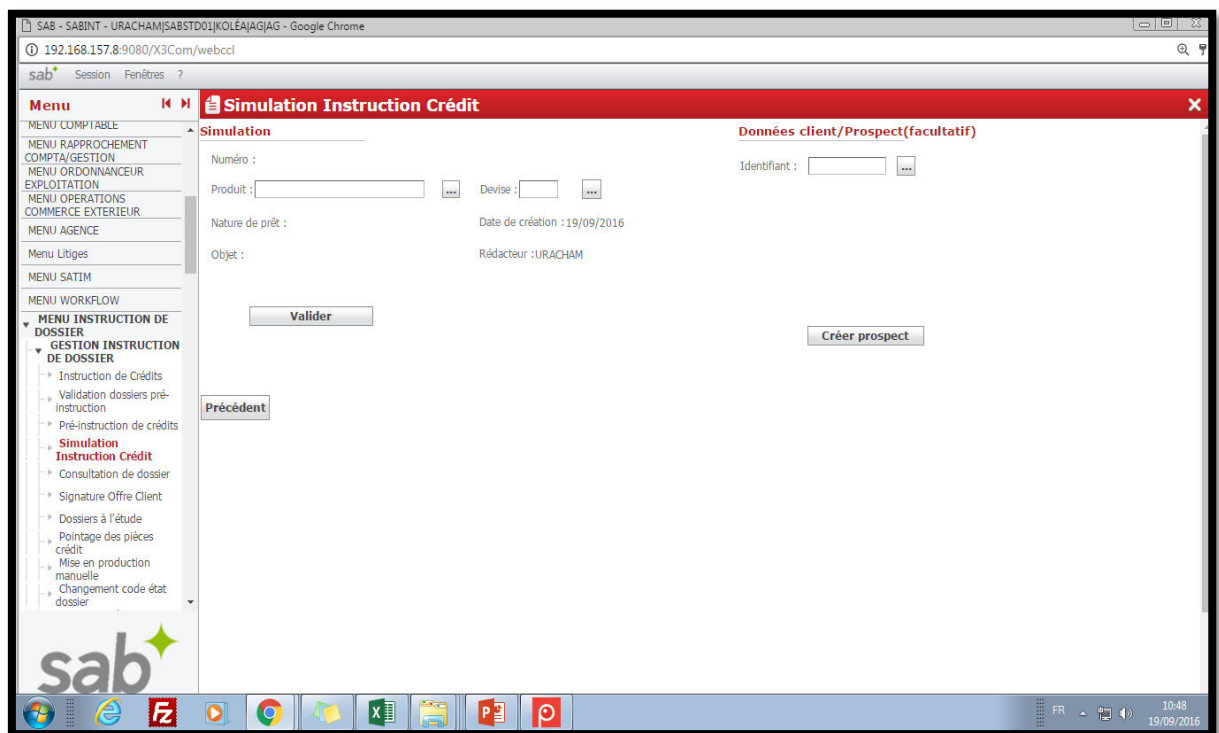 SAB - SABINT - URACHAM|SABSTD01|KOLÉA|AG|AG - Google Chrome
192.168.157.8:9080/X3Com/webccl
sab Session Fenêtres ?
Menu
MENU COMPTABLE
MENU RAPPROCHEMENT
COMPTA/GESTION
MENU ORDONNANCEUR
EXPLOITATION
MENU OPERATIONS
COMMERCE EXTERIEUR
MENU AGENCE
Menu Litiges
MENU SATIM
MENU WORKFLOW
MENU INSTRUCTION DE
DOSSIER
GESTION INSTRUCTION
DE DOSSIER
Instruction de Crédits
Validation dossiers pré-
instruction
Pré-instruction de crédits
Simulation
Instruction Crédit
Consultation de dossier
Signature Offre Client
Dossiers à l'étude
Pointage des pièces
crédit
Mise en production
manuelle
Changement code état
dossier
sab
Simulation Instruction Crédit
Simulation
Numéro :
Produit : ... Devise : ...
Nature de prêt : Date de création :19/09/2016
Objet : Rédacteur :URACHAM
Valider
Précédent
Données client/Prospect(facultatif)
Identifiant : ...
Créer prospect
FR
10:48
19/09/2016